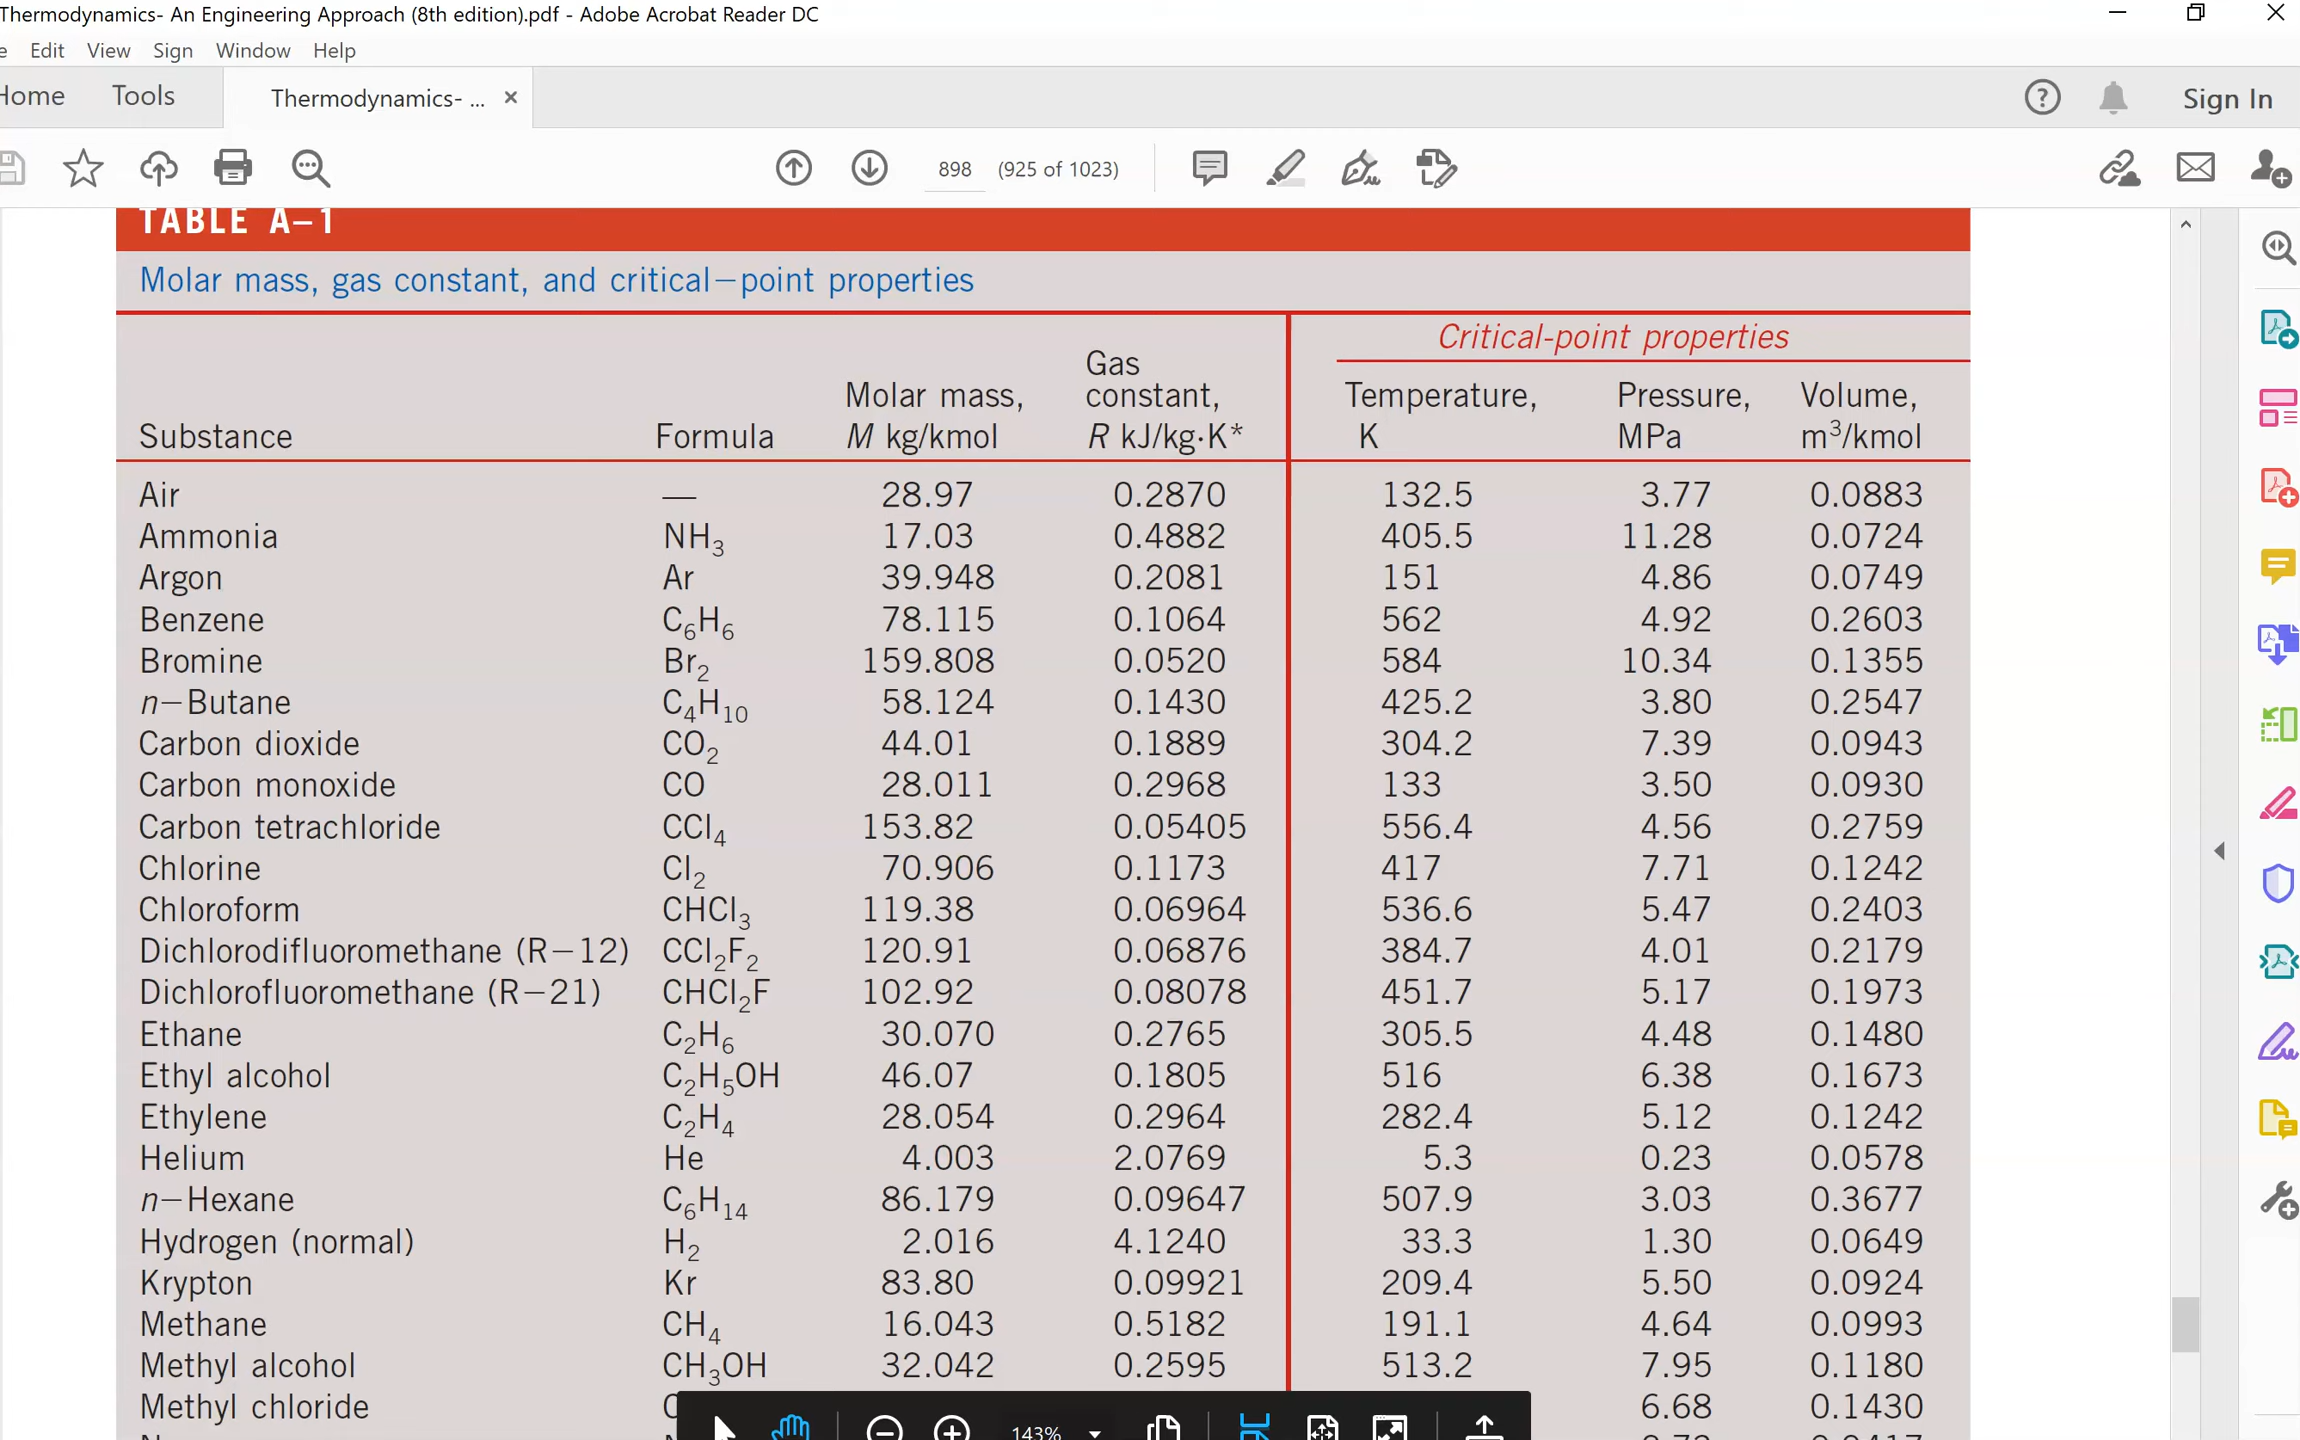 Thermodynamics- An Engineering Approach (8th edition).pdf - Adobe Acrobat Reader DC
Edit View Sign Window Help
Home Tools Thermodynamics- ... Sign In
898 (925 of 1023)
TABLE A–1
Molar mass, gas constant, and critical–point properties
Critical-point properties
Gas
Molar mass, constant, Temperature, Pressure, Volume,
Substance Formula M kg/kmol R kJ/kg·K* K MPa m³/kmol
Air — 28.97 0.2870 132.5 3.77 0.0883
Ammonia NH₃ 17.03 0.4882 405.5 11.28 0.0724
Argon Ar 39.948 0.2081 151 4.86 0.0749
Benzene C₆H₆ 78.115 0.1064 562 4.92 0.2603
Bromine Br₂ 159.808 0.0520 584 10.34 0.1355
n–Butane C₄H₁₀ 58.124 0.1430 425.2 3.80 0.2547
Carbon dioxide CO₂ 44.01 0.1889 304.2 7.39 0.0943
Carbon monoxide CO 28.011 0.2968 133 3.50 0.0930
Carbon tetrachloride CCl₄ 153.82 0.05405 556.4 4.56 0.2759
Chlorine Cl₂ 70.906 0.1173 417 7.71 0.1242
Chloroform CHCl₃ 119.38 0.06964 536.6 5.47 0.2403
Dichlorodifluoromethane (R–12) CCl₂F₂ 120.91 0.06876 384.7 4.01 0.2179
Dichlorofluoromethane (R–21) CHCl₂F 102.92 0.08078 451.7 5.17 0.1973
Ethane C₂H₆ 30.070 0.2765 305.5 4.48 0.1480
Ethyl alcohol C₂H₅OH 46.07 0.1805 516 6.38 0.1673
Ethylene C₂H₄ 28.054 0.2964 282.4 5.12 0.1242
Helium He 4.003 2.0769 5.3 0.23 0.0578
n–Hexane C₆H₁₄ 86.179 0.09647 507.9 3.03 0.3677
Hydrogen (normal) H₂ 2.016 4.1240 33.3 1.30 0.0649
Krypton Kr 83.80 0.09921 209.4 5.50 0.0924
Methane CH₄ 16.043 0.5182 191.1 4.64 0.0993
Methyl alcohol CH₃OH 32.042 0.2595 513.2 7.95 0.1180
Methyl chloride 6.68 0.1430
143%